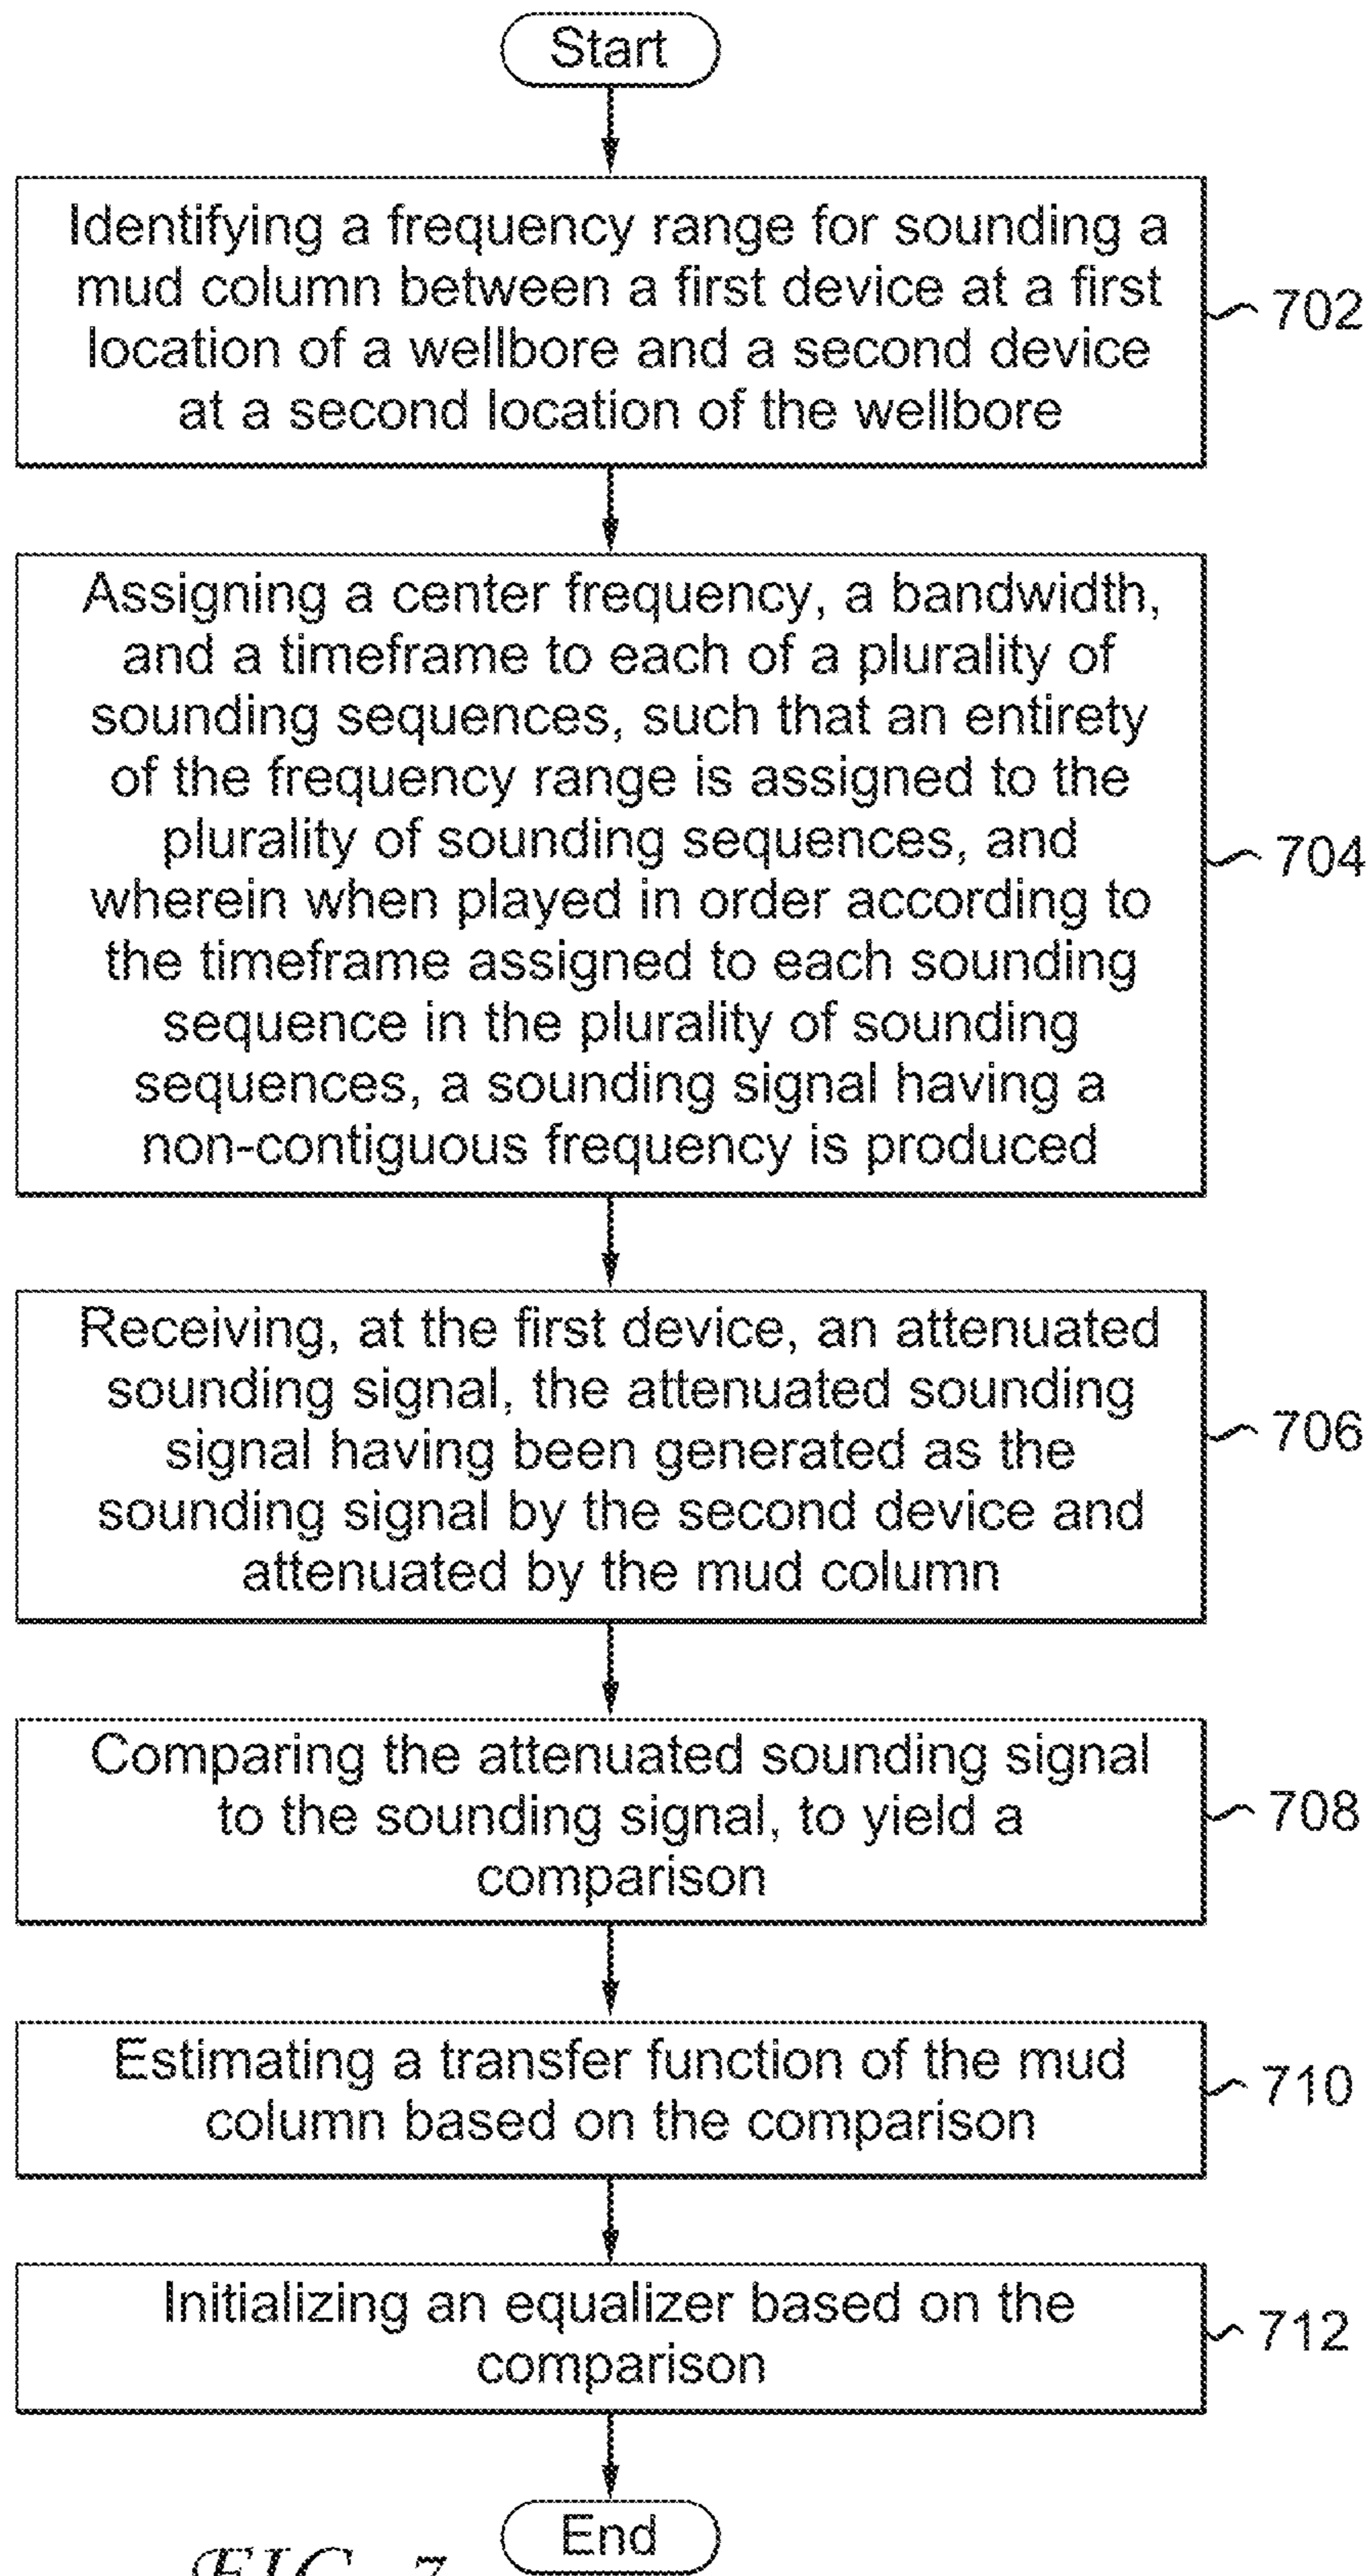 Start
Identifying a frequency range for sounding a
mud column between a first device at a first
location of a wellbore and a second device
at a second location of the wellbore
702
Assigning a center frequency, a bandwidth,
and a timeframe to each of a plurality of
sounding sequences, such that an entirety
of the frequency range is assigned to the
plurality of sounding sequences, and
wherein when played in order according to
the timeframe assigned to each sounding
sequence in the plurality of sounding
sequences, a sounding signal having a
non-contiguous frequency is produced
704
Receiving, at the first device, an attenuated
sounding signal, the attenuated sounding
signal having been generated as the
sounding signal by the second device and
attenuated by the mud column
706
Comparing the attenuated sounding signal
to the sounding signal, to yield a
comparison
708
Estimating a transfer function of the mud
column based on the comparison
710
Initializing an equalizer based on the
comparison
712
End
FIG. 7